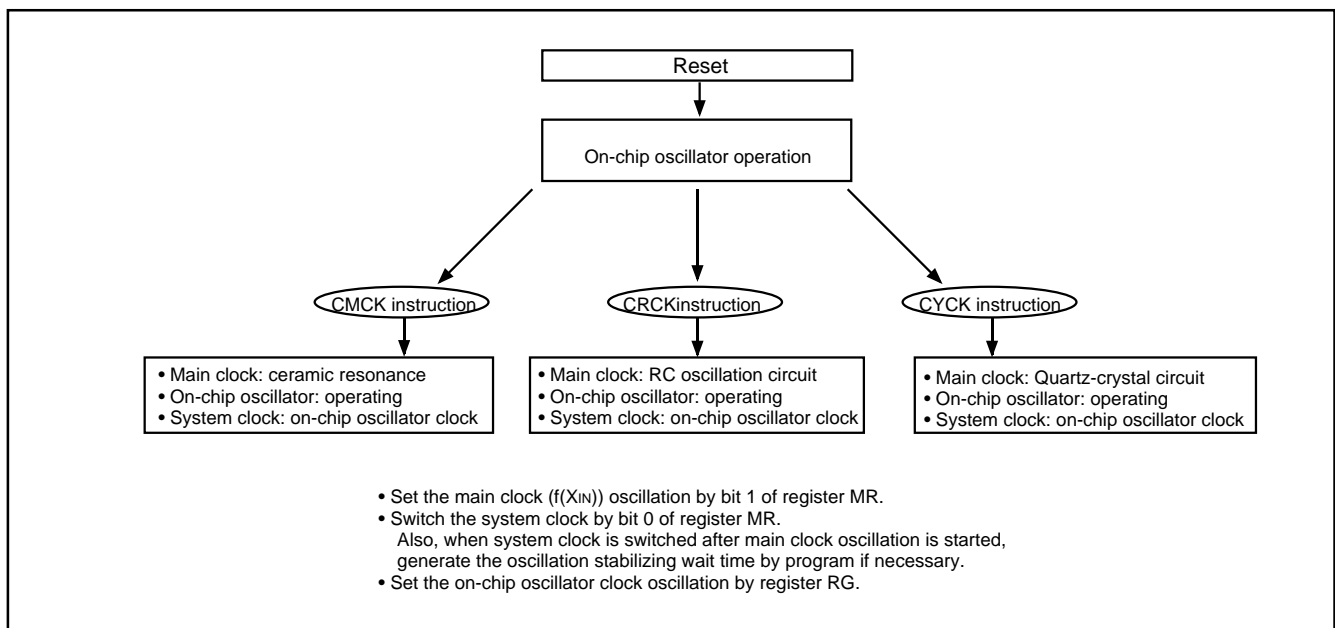 Reset
On-chip oscillator operation
CMCK instruction
CRCKinstruction
CYCK instruction
• Main clock: ceramic resonance
• On-chip oscillator: operating
• System clock: on-chip oscillator clock
• Main clock: RC oscillation circuit
• On-chip oscillator: operating
• System clock: on-chip oscillator clock
• Main clock: Quartz-crystal circuit
• On-chip oscillator: operating
• System clock: on-chip oscillator clock
• Set the main clock (f(XIN)) oscillation by bit 1 of register MR.
• Switch the system clock by bit 0 of register MR.
Also, when system clock is switched after main clock oscillation is started,
generate the oscillation stabilizing wait time by program if necessary.
• Set the on-chip oscillator clock oscillation by register RG.